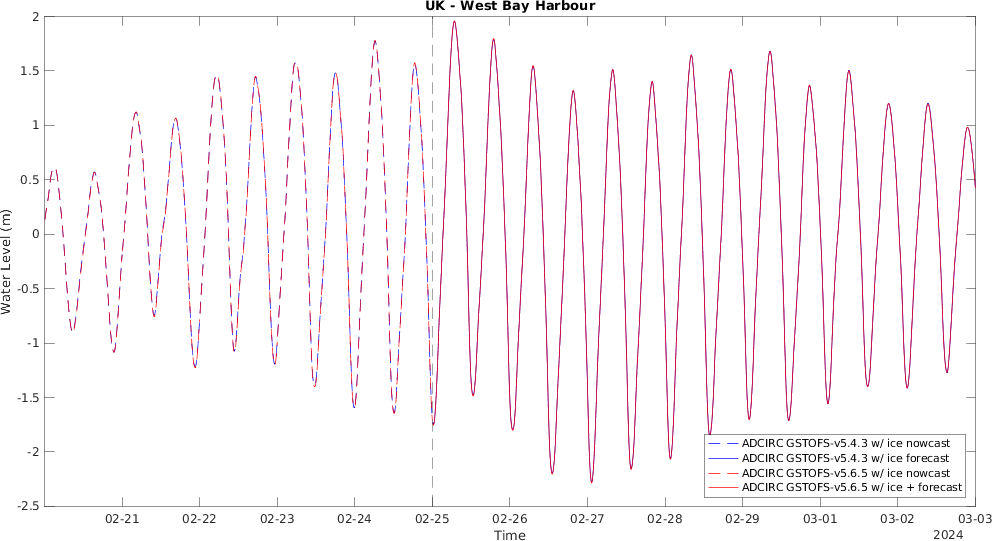 UK - West Bay Harbour
2
1.5
1
0.5
0
-0.5
-1
-1.5
-2
-2.5
Water Level (m)
ADCIRC GSTOFS-v5.4.3 w/ ice nowcast
ADCIRC GSTOFS-v5.4.3 w/ ice forecast
ADCIRC GSTOFS-v5.6.5 w/ ice nowcast
ADCIRC GSTOFS-v5.6.5 w/ ice + forecast
02-21 02-22 02-23 02-24 02-25 02-26 02-27 02-28 02-29 03-01 03-02 03-03
Time
2024